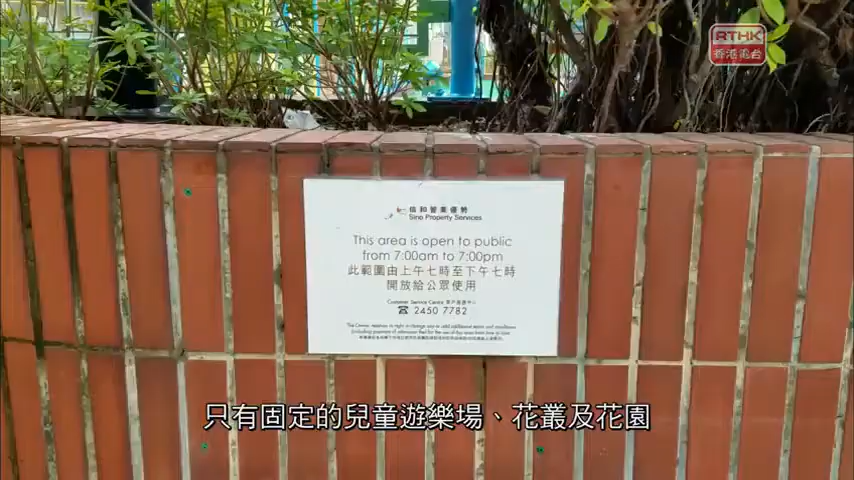 RTHK
香港電台
信和管業優勢
Sino Property Services
This area is open to public
from 7:00am to 7:00pm
此範圍由上午七時至下午七時
開放給公眾使用
Customer Service Centre 客戶服務中心
☎ 2450 7782
只有固定的兒童遊樂場、花叢及花園